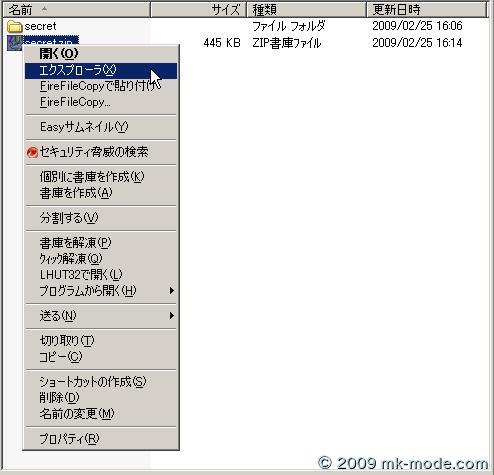 名前 サイズ 種類 更新日時
secret ファイル フォルダ 2009/02/25 16:06
secret.zip 445 KB ZIP書庫ファイル 2009/02/25 16:14
開く(O)
エクスプローラ(X)
FireFileCopyで貼り付け
FireFileCopy...
Easyサムネイル(Y)
セキュリティ脅威の検索
個別に書庫を作成(K)
書庫を作成(A)
分割する(V)
書庫を解凍(P)
クィック解凍(Q)
LHUT32で開く(L)
プログラムから開く(H)
送る(N)
切り取り(T)
コピー(C)
ショートカットの作成(S)
削除(D)
名前の変更(M)
プロパティ(R)
© 2009 mk-mode.com